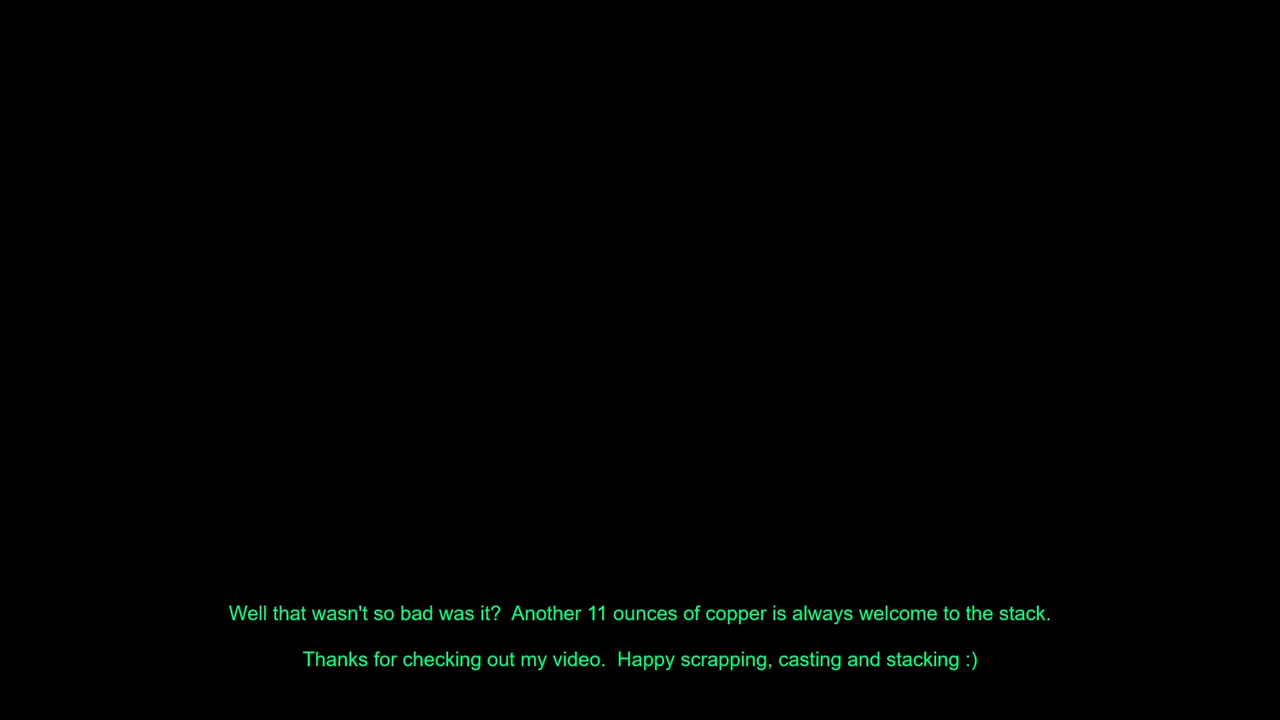 Well that wasn't so bad was it?  Another 11 ounces of copper is always welcome to the stack.
Thanks for checking out my video.  Happy scrapping, casting and stacking :)